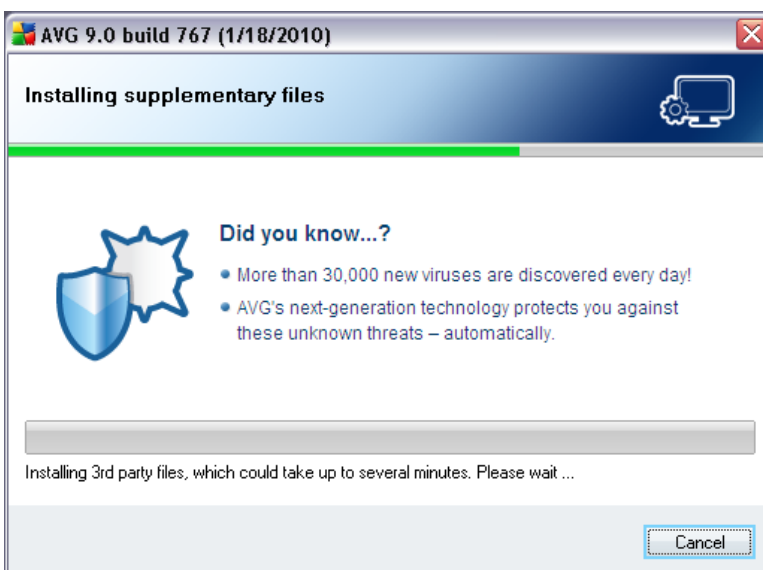 AVG 9.0 build 767 (1/18/2010)
Installing supplementary files
Did you know...?
More than 30,000 new viruses are discovered every day!
AVG's next-generation technology protects you against
these unknown threats – automatically.
Installing 3rd party files, which could take up to several minutes. Please wait ...
Cancel